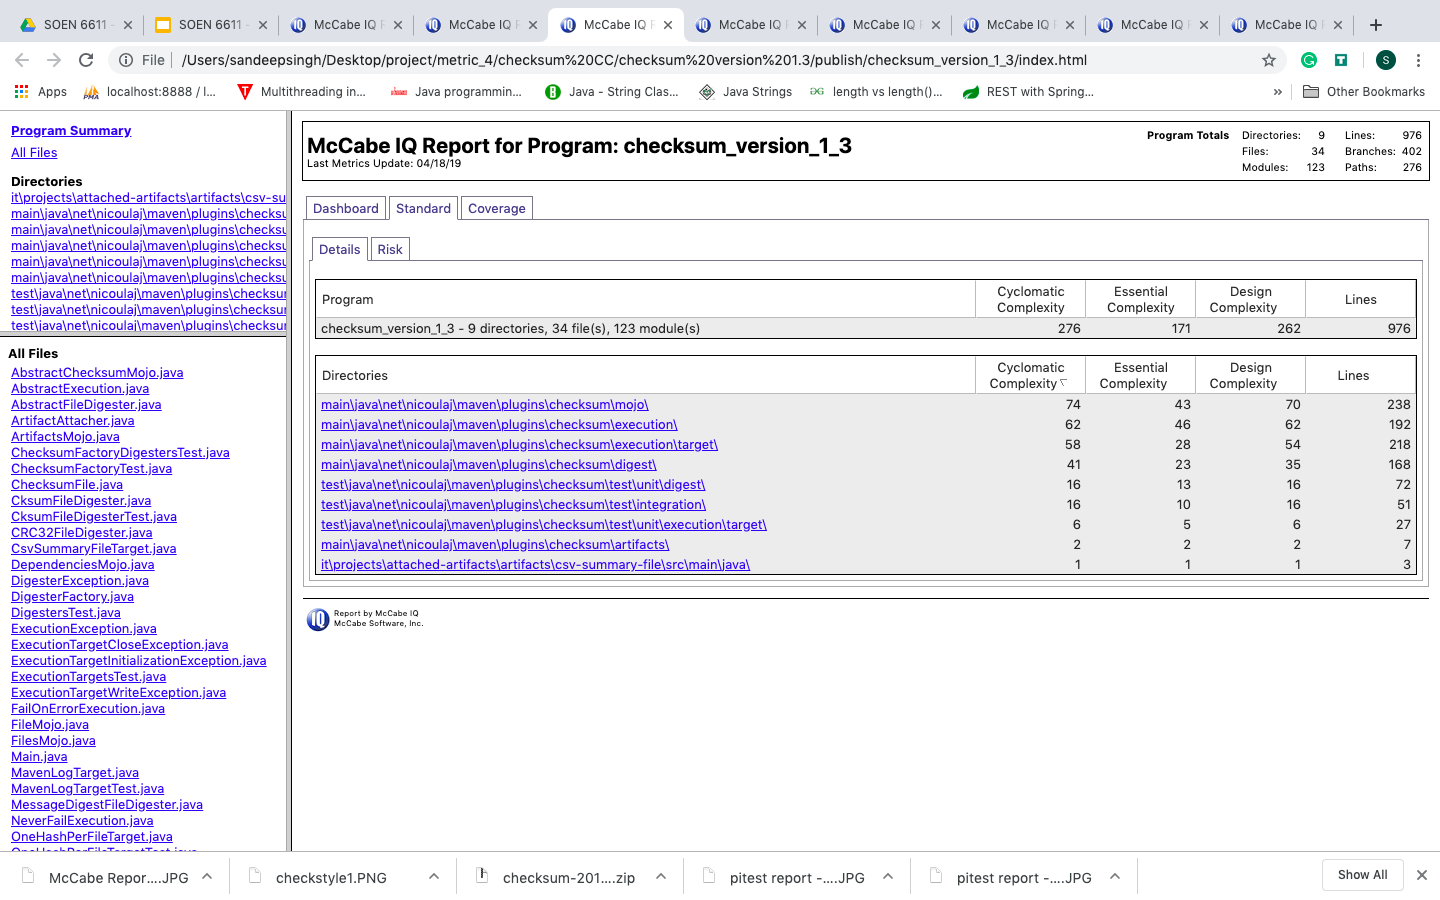 SOEN 6611
SOEN 6611
McCabe IQ
McCabe IQ
McCabe IQ
McCabe IQ
McCabe IQ
McCabe IQ
McCabe IQ
McCabe IQ
File
/Users/sandeepsingh/Desktop/project/metric_4/checksum%20CC/checksum%20version%201.3/publish/checksum_version_1_3/index.html
S
Apps
PMA
localhost:8888 / l...
Multithreading in...
Java programmin...
Java - String Clas...
Java Strings
length vs length()...
REST with Spring...
»
Other Bookmarks
Program Summary
All Files
Directories
it\projects\attached-artifacts\artifacts\csv-su
main\java\net\nicoulaj\maven\plugins\checksu
main\java\net\nicoulaj\maven\plugins\checksu
main\java\net\nicoulaj\maven\plugins\checksu
main\java\net\nicoulaj\maven\plugins\checksu
main\java\net\nicoulaj\maven\plugins\checksu
test\java\net\nicoulaj\maven\plugins\checksur
test\java\net\nicoulaj\maven\plugins\checksur
test\java\net\nicoulaj\maven\plugins\checksur
All Files
AbstractChecksumMojo.java
AbstractExecution.java
AbstractFileDigester.java
ArtifactAttacher.java
ArtifactsMojo.java
ChecksumFactoryDigestersTest.java
ChecksumFactoryTest.java
ChecksumFile.java
CksumFileDigester.java
CksumFileDigesterTest.java
CRC32FileDigester.java
CsvSummaryFileTarget.java
DependenciesMojo.java
DigesterException.java
DigesterFactory.java
DigestersTest.java
ExecutionException.java
ExecutionTargetCloseException.java
ExecutionTargetInitializationException.java
ExecutionTargetsTest.java
ExecutionTargetWriteException.java
FailOnErrorExecution.java
FileMojo.java
FilesMojo.java
Main.java
MavenLogTarget.java
MavenLogTargetTest.java
MessageDigestFileDigester.java
NeverFailExecution.java
OneHashPerFileTarget.java
OneHashPerFileTargetTest.java
McCabe IQ Report for Program: checksum_version_1_3
Last Metrics Update: 04/18/19
Program Totals Directories: 9 Lines: 976
Files: 34 Branches: 402
Modules: 123 Paths: 276
Dashboard Standard Coverage
Details Risk
Program Cyclomatic Complexity Essential Complexity Design Complexity Lines
checksum_version_1_3 - 9 directories, 34 file(s), 123 module(s) 276 171 262 976
Directories Cyclomatic Complexity Essential Complexity Design Complexity Lines
main\java\net\nicoulaj\maven\plugins\checksum\mojo\ 74 43 70 238
main\java\net\nicoulaj\maven\plugins\checksum\execution\ 62 46 62 192
main\java\net\nicoulaj\maven\plugins\checksum\execution\target\ 58 28 54 218
main\java\net\nicoulaj\maven\plugins\checksum\digest\ 41 23 35 168
test\java\net\nicoulaj\maven\plugins\checksum\test\unit\digest\ 16 13 16 72
test\java\net\nicoulaj\maven\plugins\checksum\test\integration\ 16 10 16 51
test\java\net\nicoulaj\maven\plugins\checksum\test\unit\execution\target\ 6 5 6 27
main\java\net\nicoulaj\maven\plugins\checksum\artifacts\ 2 2 2 7
it\projects\attached-artifacts\artifacts\csv-summary-file\src\main\java\ 1 1 1 3
IQ
Report by McCabe IQ
McCabe Software, Inc.
McCabe Repor....JPG
checkstyle1.PNG
checksum-201....zip
pitest report -....JPG
pitest report -....JPG
Show All